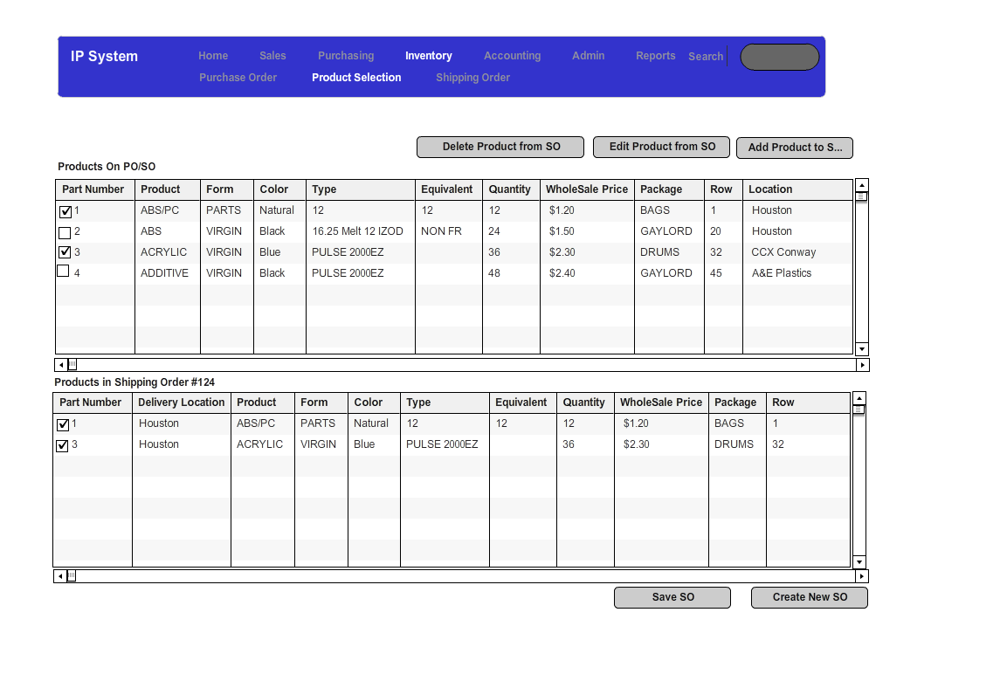 IP System Home Sales Purchasing Inventory Accounting Admin Reports Search
Purchase Order Product Selection Shipping Order
Delete Product from SO Edit Product from SO Add Product to S...
Products On PO/SO
Part Number Product Form Color Type Equivalent Quantity WholeSale Price Package Row Location
1 ABS/PC PARTS Natural 12 12 12 $1.20 BAGS 1 Houston
2 ABS VIRGIN Black 16.25 Melt 12 IZOD NON FR 24 $1.50 GAYLORD 20 Houston
3 ACRYLIC VIRGIN Blue PULSE 2000EZ 36 $2.30 DRUMS 32 CCX Conway
4 ADDITIVE VIRGIN Black PULSE 2000EZ 48 $2.40 GAYLORD 45 A&E Plastics
Products in Shipping Order #124
Part Number Delivery Location Product Form Color Type Equivalent Quantity WholeSale Price Package Row
1 Houston ABS/PC PARTS Natural 12 12 12 $1.20 BAGS 1
3 Houston ACRYLIC VIRGIN Blue PULSE 2000EZ 36 $2.30 DRUMS 32
Save SO Create New SO